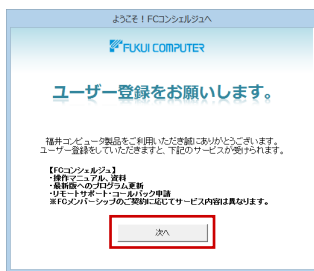 ようこそ！FCコンシェルジュへ
FUKUI COMPUTER
ユーザー登録をお願いします。
福井コンピュータ製品をご利用いただき誠にありがとうございます。
ユーザー登録をしていただきますと、下記のサービスが受けられます。
【FCコンシェルジュ】
・操作マニュアル、資料
・最新版へのプログラム更新
・リモートサポート・コールバック申請
※FCメンバーシップのご契約に応じてサービス内容は異なります。
次へ